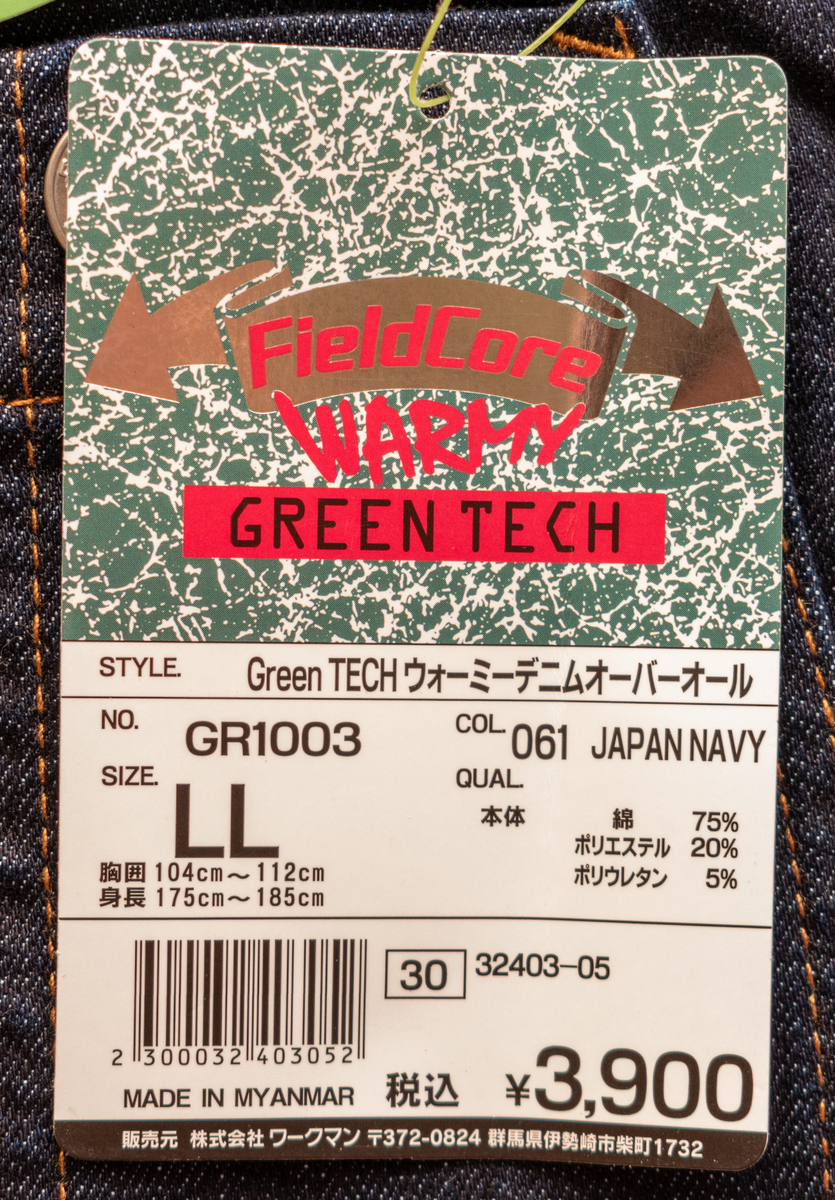 FieldCore
WARMY
GREEN TECH
STYLE. Green TECH ウォーミーデニムオーバーオール
NO. GR1003
COL. 061 JAPAN NAVY
SIZE. LL
胸囲 104cm～112cm
身長 175cm～185cm
QUAL.
本体 綿 75%
ポリエステル 20%
ポリウレタン 5%
30 32403-05
2 300032 403052
MADE IN MYANMAR
税込 ¥3,900
販売元 株式会社 ワークマン 〒372-0824 群馬県伊勢崎市柴町1732